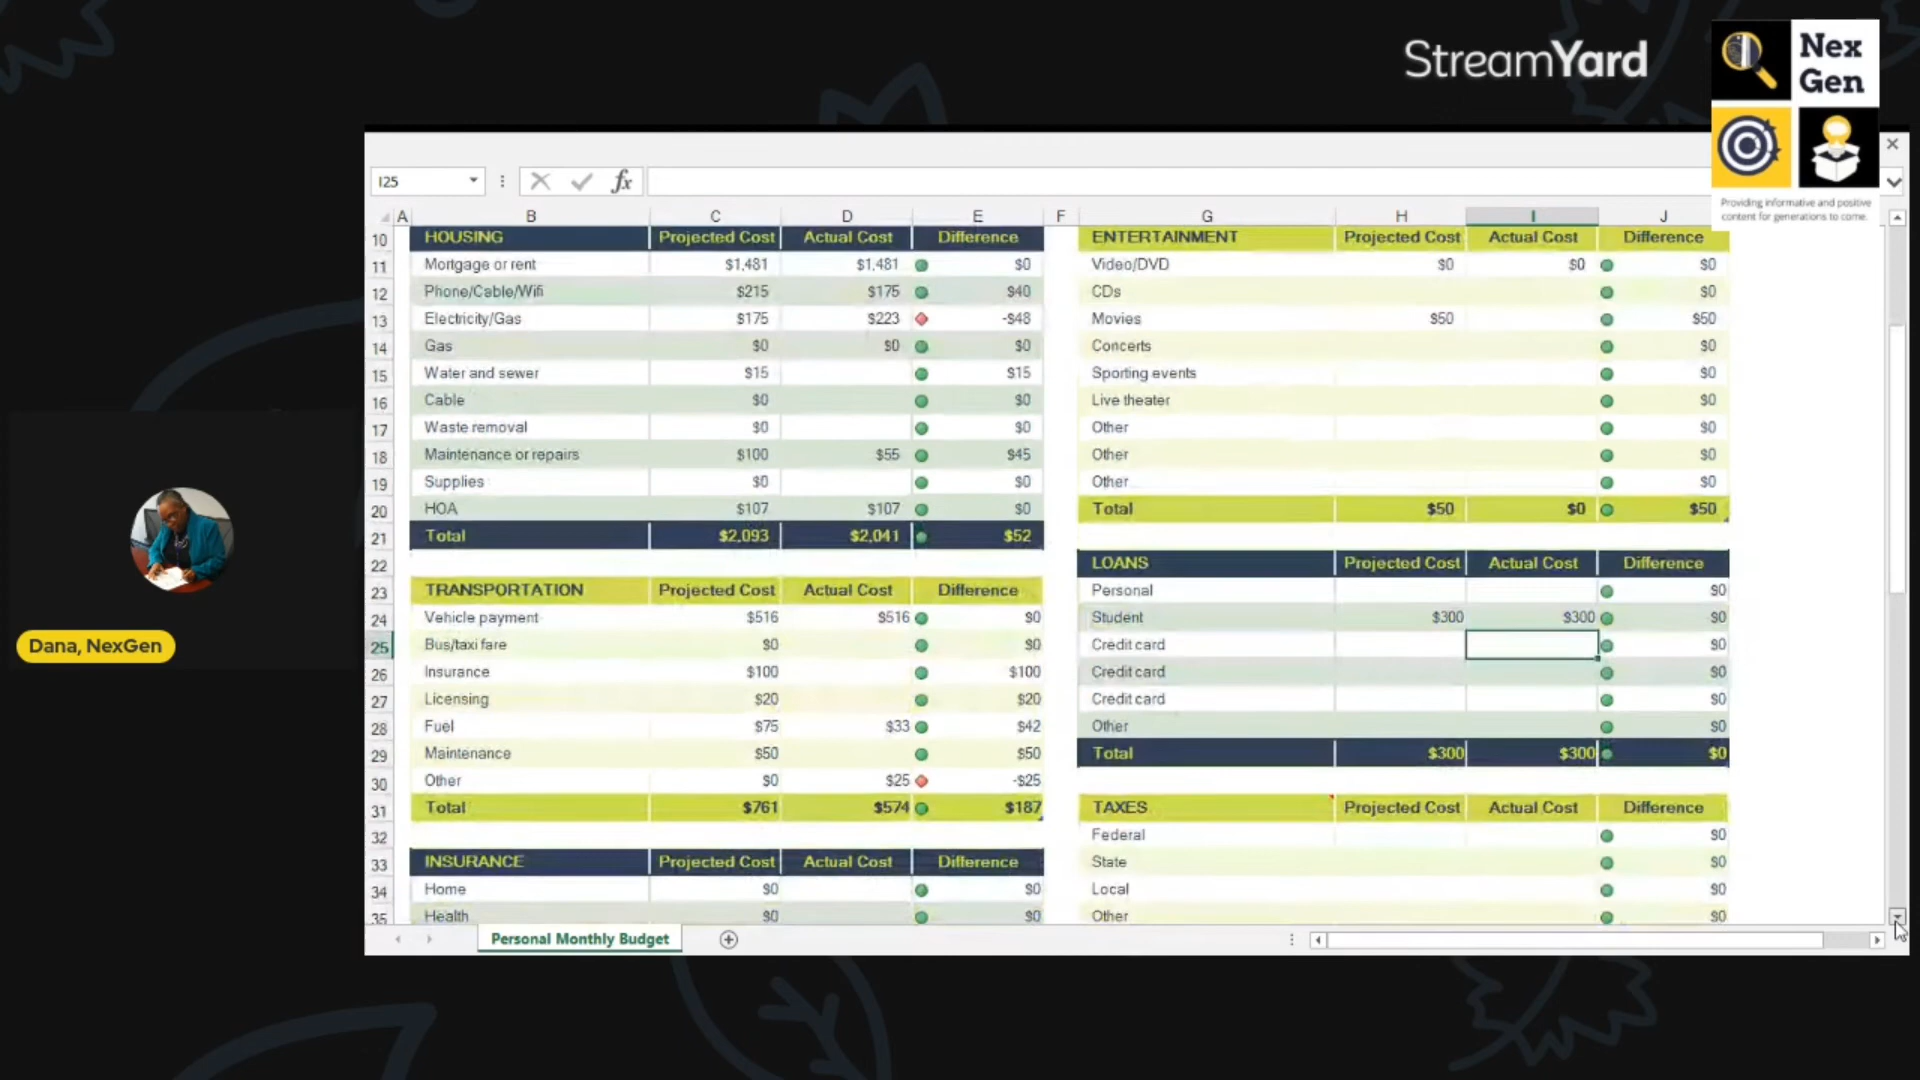 StreamYard
Nex
Gen
Providing informative and positive
content for generations to come.
I25
fx
A B C D E F G H I J
10 HOUSING Projected Cost Actual Cost Difference ENTERTAINMENT Projected Cost Actual Cost Difference
11 Mortgage or rent $1,481 $1,481 $0 Video/DVD $0 $0 $0
12 Phone/Cable/Wifi $215 $175 $40 CDs $0
13 Electricity/Gas $175 $223 -$48 Movies $50 $50
14 Gas $0 $0 $0 Concerts $0
15 Water and sewer $15 $15 Sporting events $0
16 Cable $0 $0 Live theater $0
17 Waste removal $0 $0 Other $0
18 Maintenance or repairs $100 $55 $45 Other $0
19 Supplies $0 $0 Other $0
20 HOA $107 $107 $0 Total $50 $0 $50
21 Total $2,093 $2,041 $52
22 LOANS Projected Cost Actual Cost Difference
23 TRANSPORTATION Projected Cost Actual Cost Difference Personal $0
24 Vehicle payment $516 $516 $0 Student $300 $300 $0
25 Bus/taxi fare $0 $0 Credit card $0
26 Insurance $100 $100 Credit card $0
27 Licensing $20 $20 Credit card $0
28 Fuel $75 $33 $42 Other $0
29 Maintenance $50 $50 Total $300 $300 $0
30 Other $0 $25 -$25
31 Total $761 $574 $187 TAXES Projected Cost Actual Cost Difference
32 Federal $0
33 INSURANCE Projected Cost Actual Cost Difference State $0
34 Home $0 $0 Local $0
35 Health $0 $0 Other $0
Personal Monthly Budget
Dana, NexGen